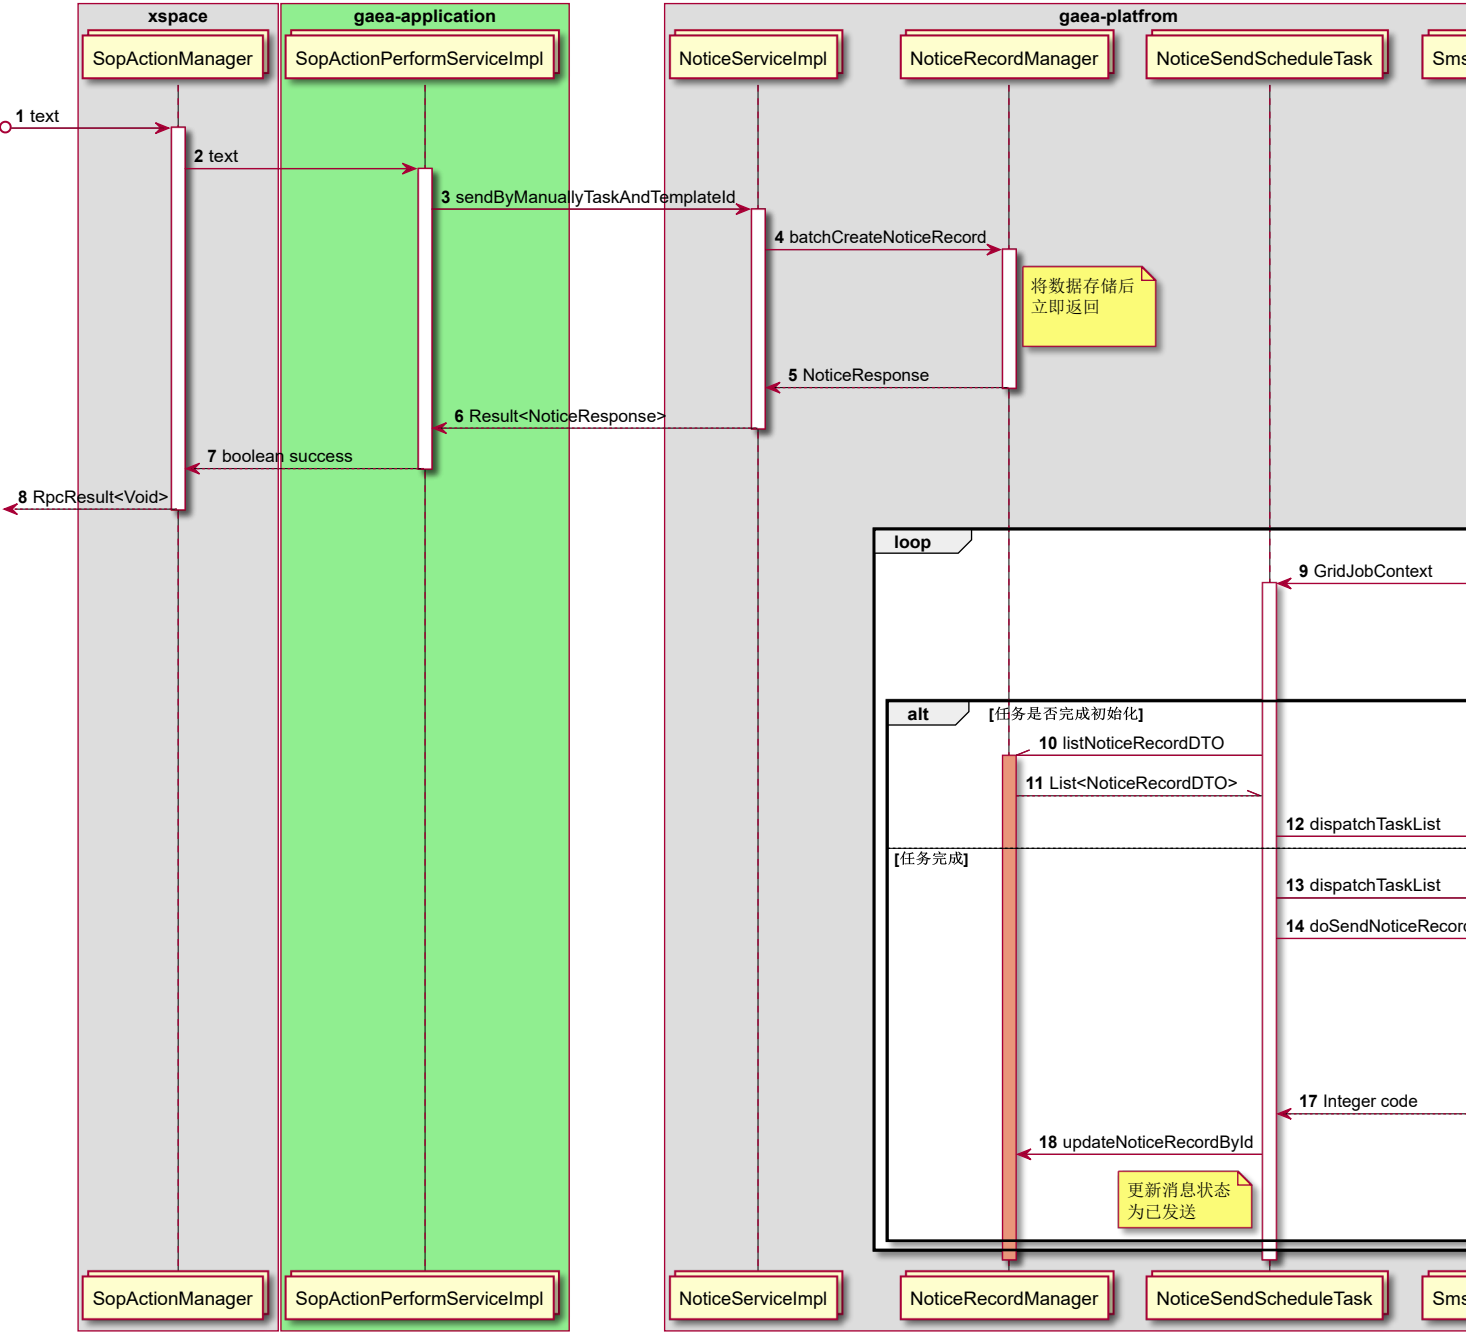 xspace
gaea-application
gaea-platfrom
SopActionManager
SopActionPerformServiceImpl
NoticeServiceImpl
NoticeRecordManager
NoticeSendScheduleTask
Sms
1 text
2 text
3 sendByManuallyTaskAndTemplateId
4 batchCreateNoticeRecord
将数据存储后
立即返回
5 NoticeResponse
6 Result<NoticeResponse>
7 boolean success
8 RpcResult<Void>
loop
9 GridJobContext
alt
[任务是否完成初始化]
10 listNoticeRecordDTO
11 List<NoticeRecordDTO>
12 dispatchTaskList
[任务完成]
13 dispatchTaskList
14 doSendNoticeRecord
17 Integer code
18 updateNoticeRecordById
更新消息状态
为已发送
SopActionManager
SopActionPerformServiceImpl
NoticeServiceImpl
NoticeRecordManager
NoticeSendScheduleTask
Sms